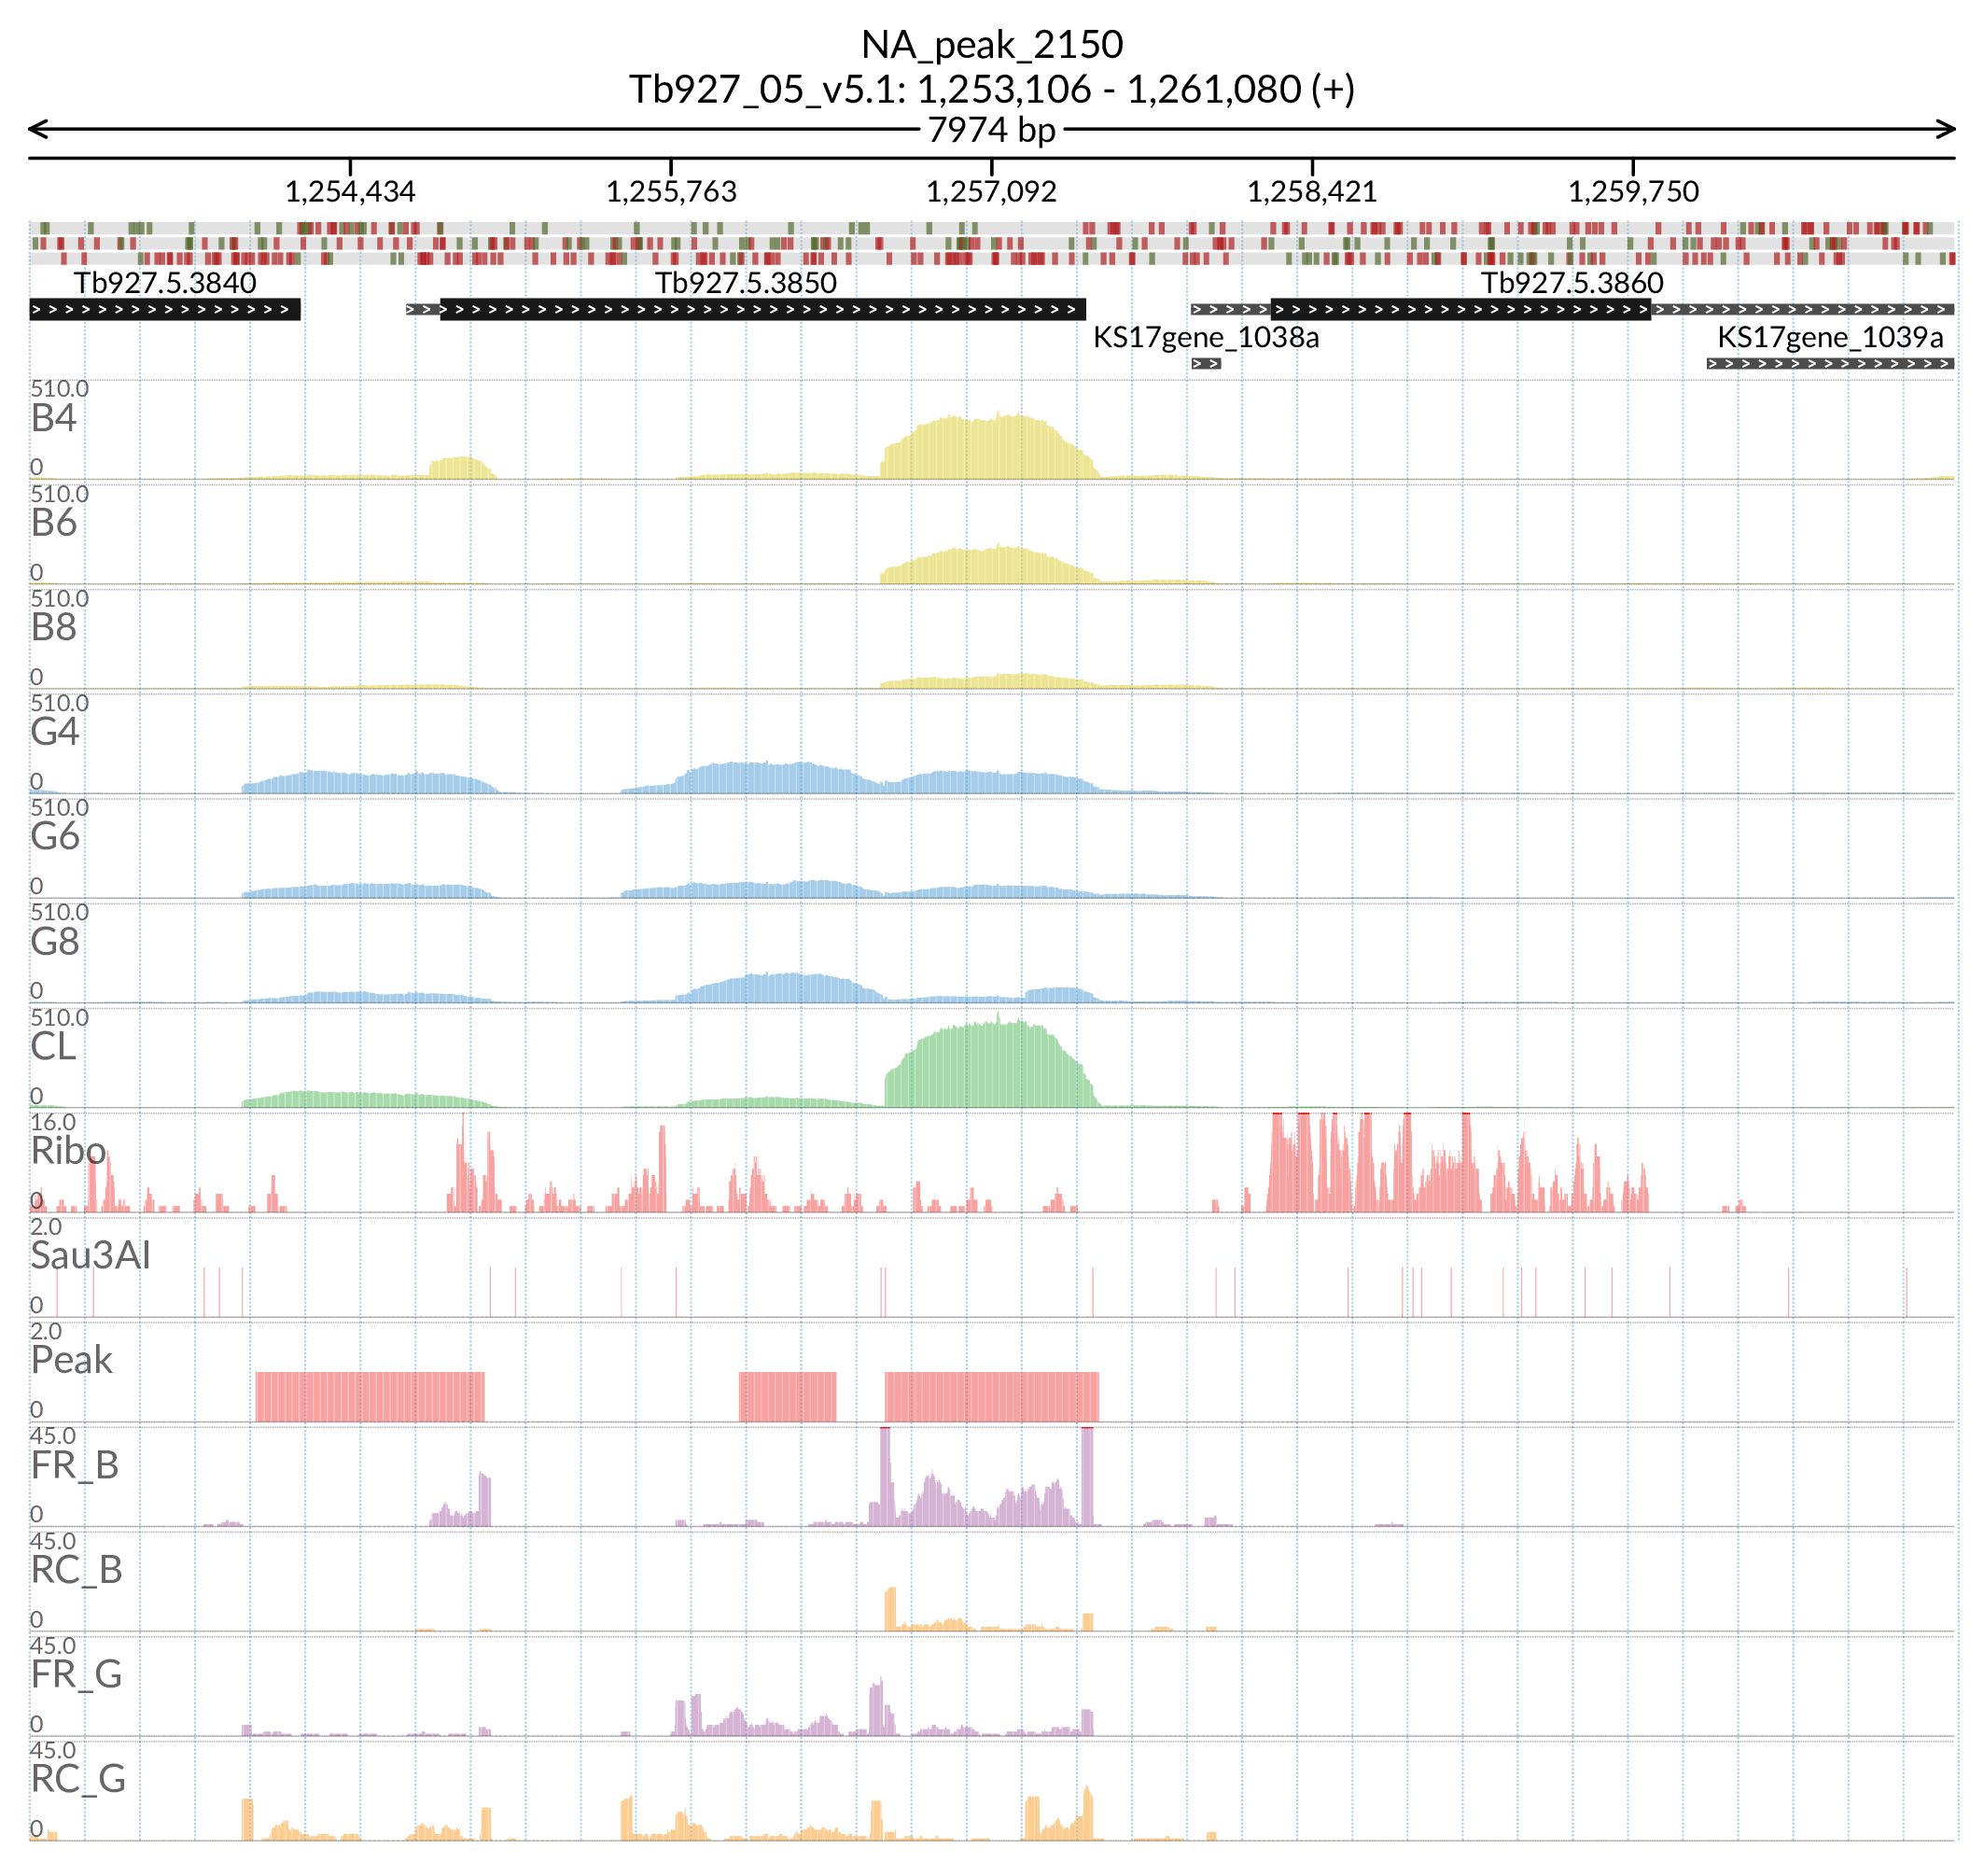 NA_peak_2150
Tb927_05_v5.1: 1,253,106 - 1,261,080 (+)
7974 bp
1,254,434 1,255,763 1,257,092 1,258,421 1,259,750
Tb927.5.3840 Tb927.5.3850 Tb927.5.3860
KS17gene_1038a KS17gene_1039a
510.0
B4
0
510.0
B6
0
510.0
B8
0
510.0
G4
0
510.0
G6
0
510.0
G8
0
510.0
CL
0
16.0
Ribo
0
2.0
Sau3AI
0
2.0
Peak
0
45.0
FR_B
0
45.0
RC_B
0
45.0
FR_G
0
45.0
RC_G
0